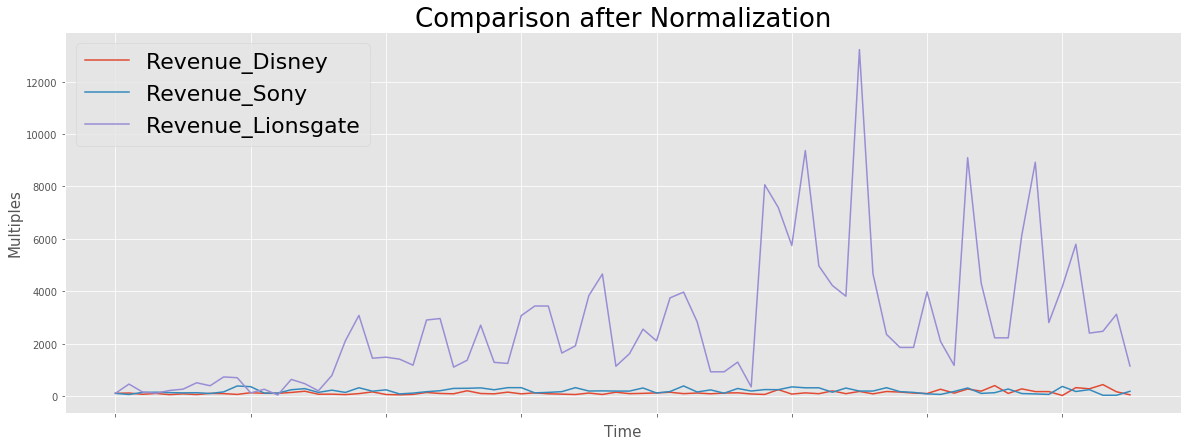 Comparison after Normalization
Revenue_Disney
Revenue_Sony
Revenue_Lionsgate
12000
10000
8000
6000
4000
2000
0
Multiples
Time